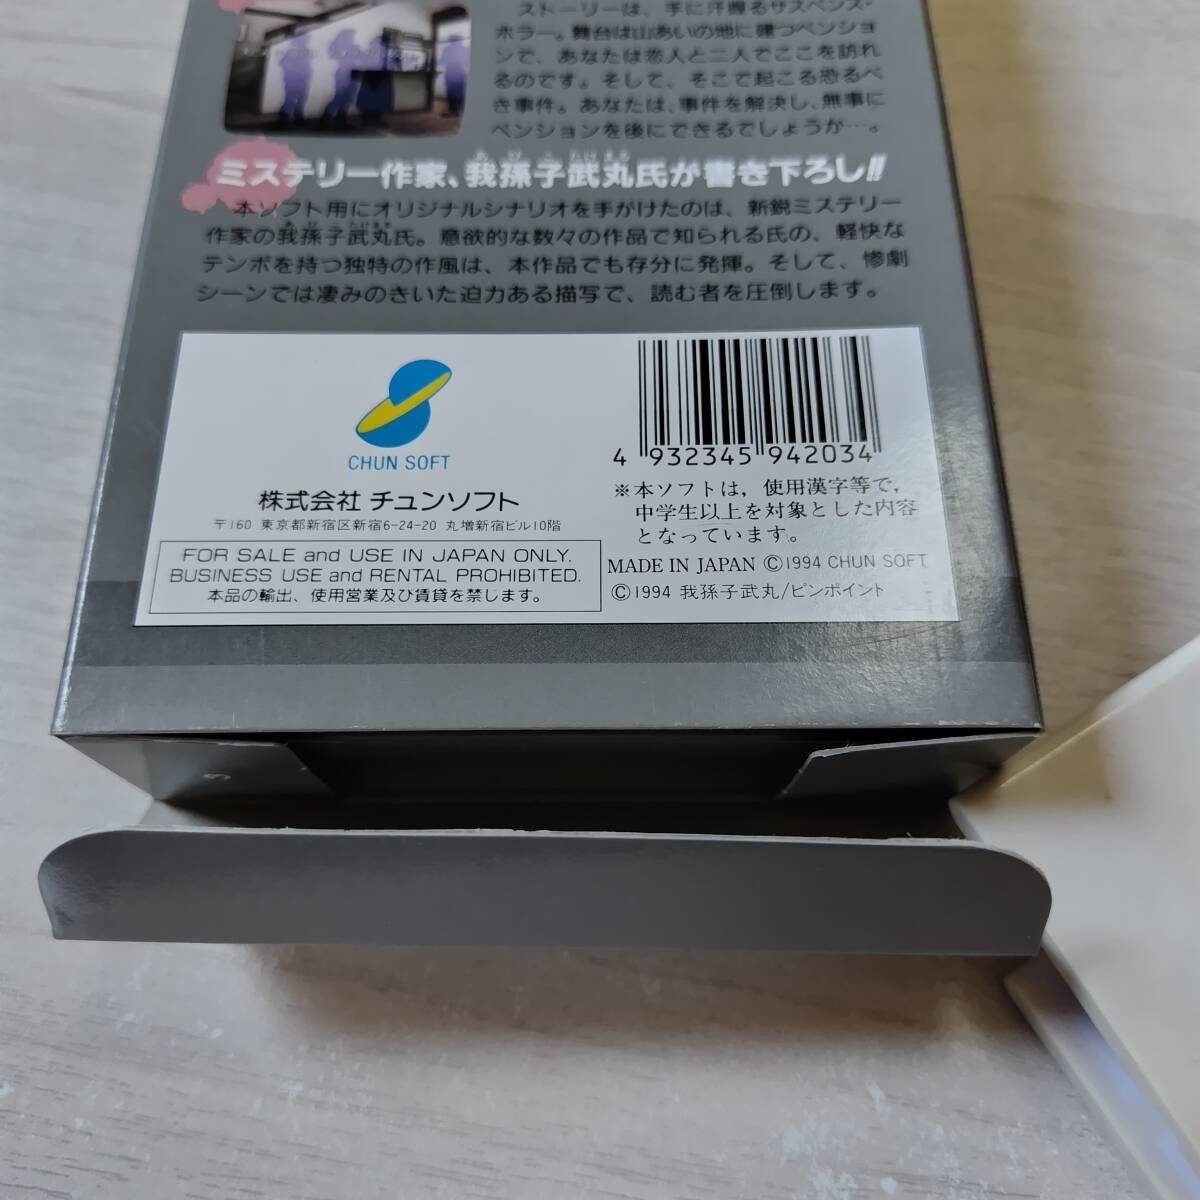 ストーリーは、手に汗握るサスペンス・
ホラー。舞台は山あいの地に建つペンショ
ンで、あなたは恋人と二人でここを訪れ
るのです。そして、そこで起こる恐るべ
き事件。あなたは、事件を解決し、無事に
ペンションを後にできるでしょうか…。
あびこたけまる
ミステリー作家、我孫子武丸氏が書き下ろし!!
本ソフト用にオリジナルシナリオを手がけたのは、新鋭ミステリー
あびこたけまる
作家の我孫子武丸氏。意欲的な数々の作品で知られる氏の、軽快な
テンポを持つ独特の作風は、本作品でも存分に発揮。そして、惨劇
シーンでは凄みのきいた迫力ある描写で、読む者を圧倒します。
CHUN SOFT
株式会社 チュンソフト
〒160 東京都新宿区新宿6-24-20 丸増新宿ビル10階
FOR SALE and USE IN JAPAN ONLY.
BUSINESS USE and RENTAL PROHIBITED.
本品の輸出、使用営業及び賃貸を禁じます。
4 932345 942034
※本ソフトは，使用漢字等で，
中学生以上を対象とした内容
となっています。
MADE IN JAPAN ©1994 CHUN SOFT
©1994 我孫子武丸/ピンポイント